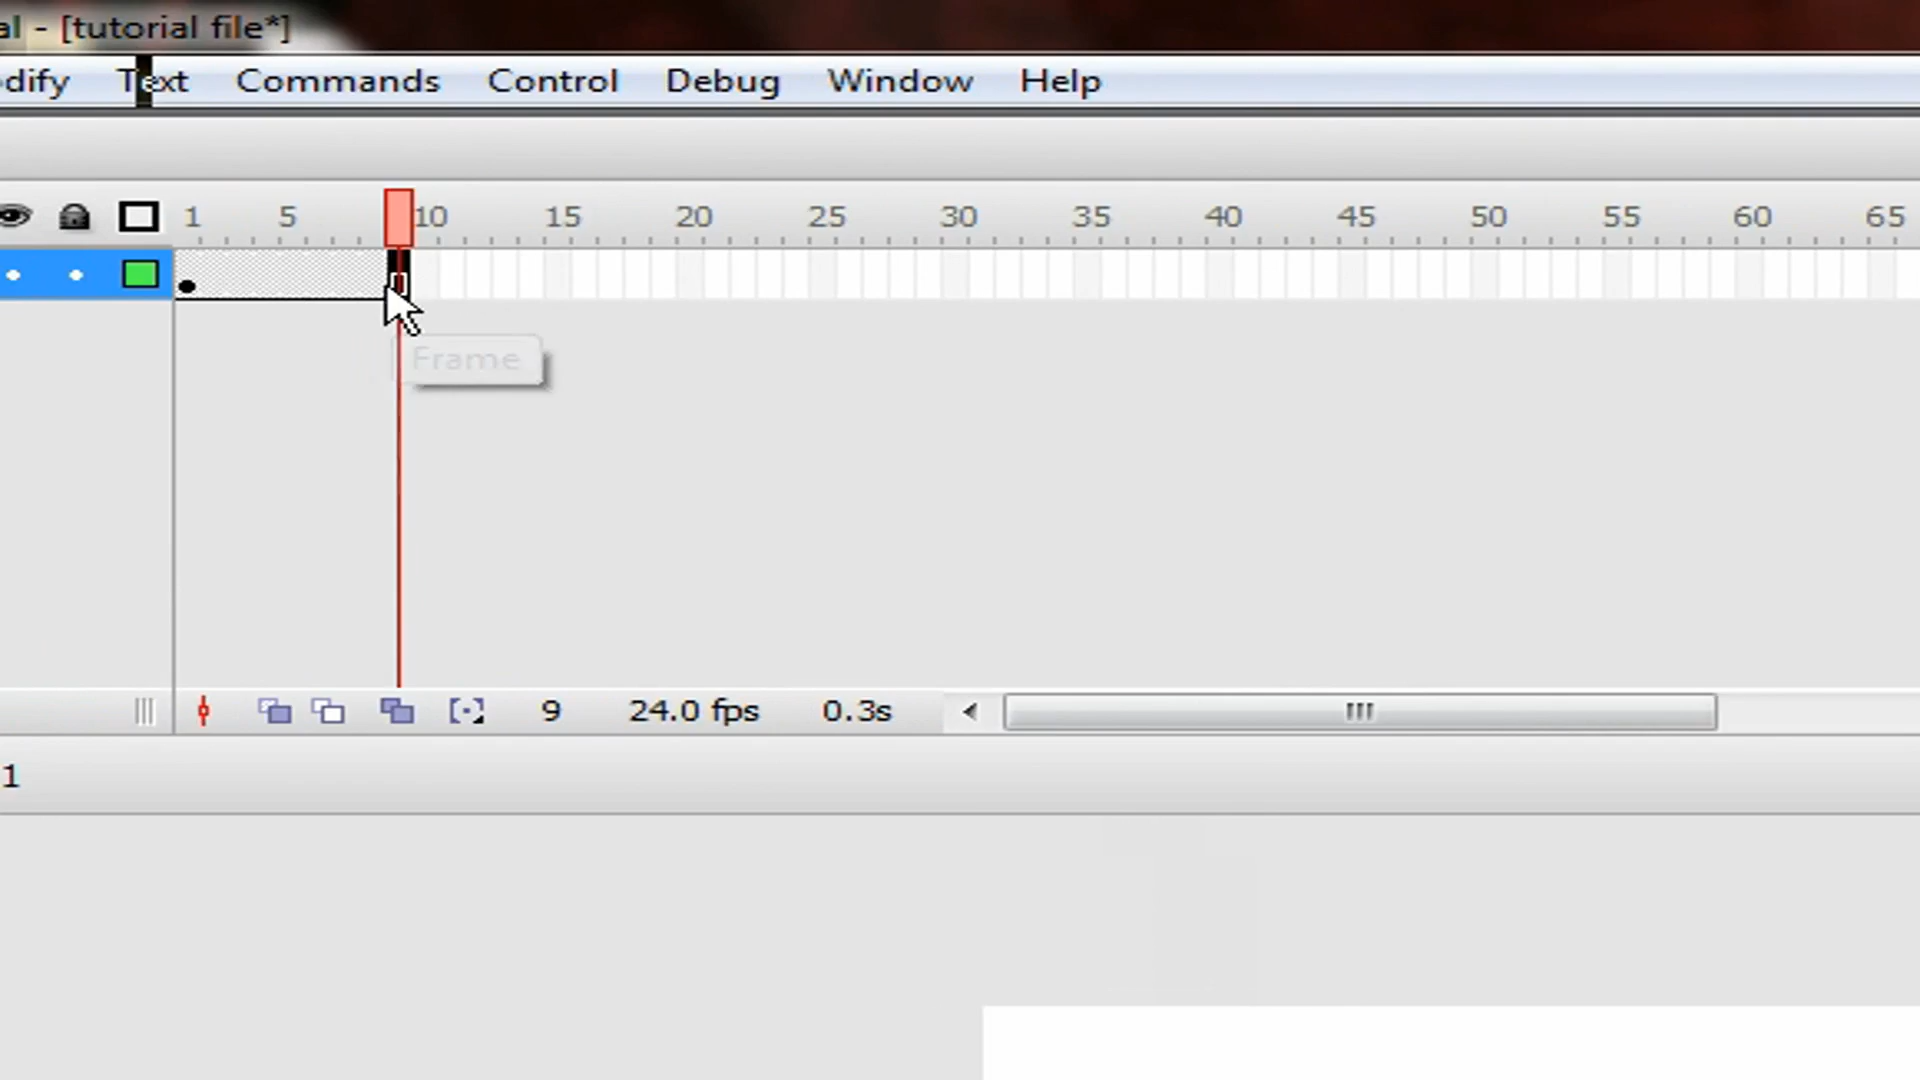 al - [tutorial file*]
dify Text Commands Control Debug Window Help
1 5 10 15 20 25 30 35 40 45 50 55 60 65
Frame
9 24.0 fps 0.3s
1